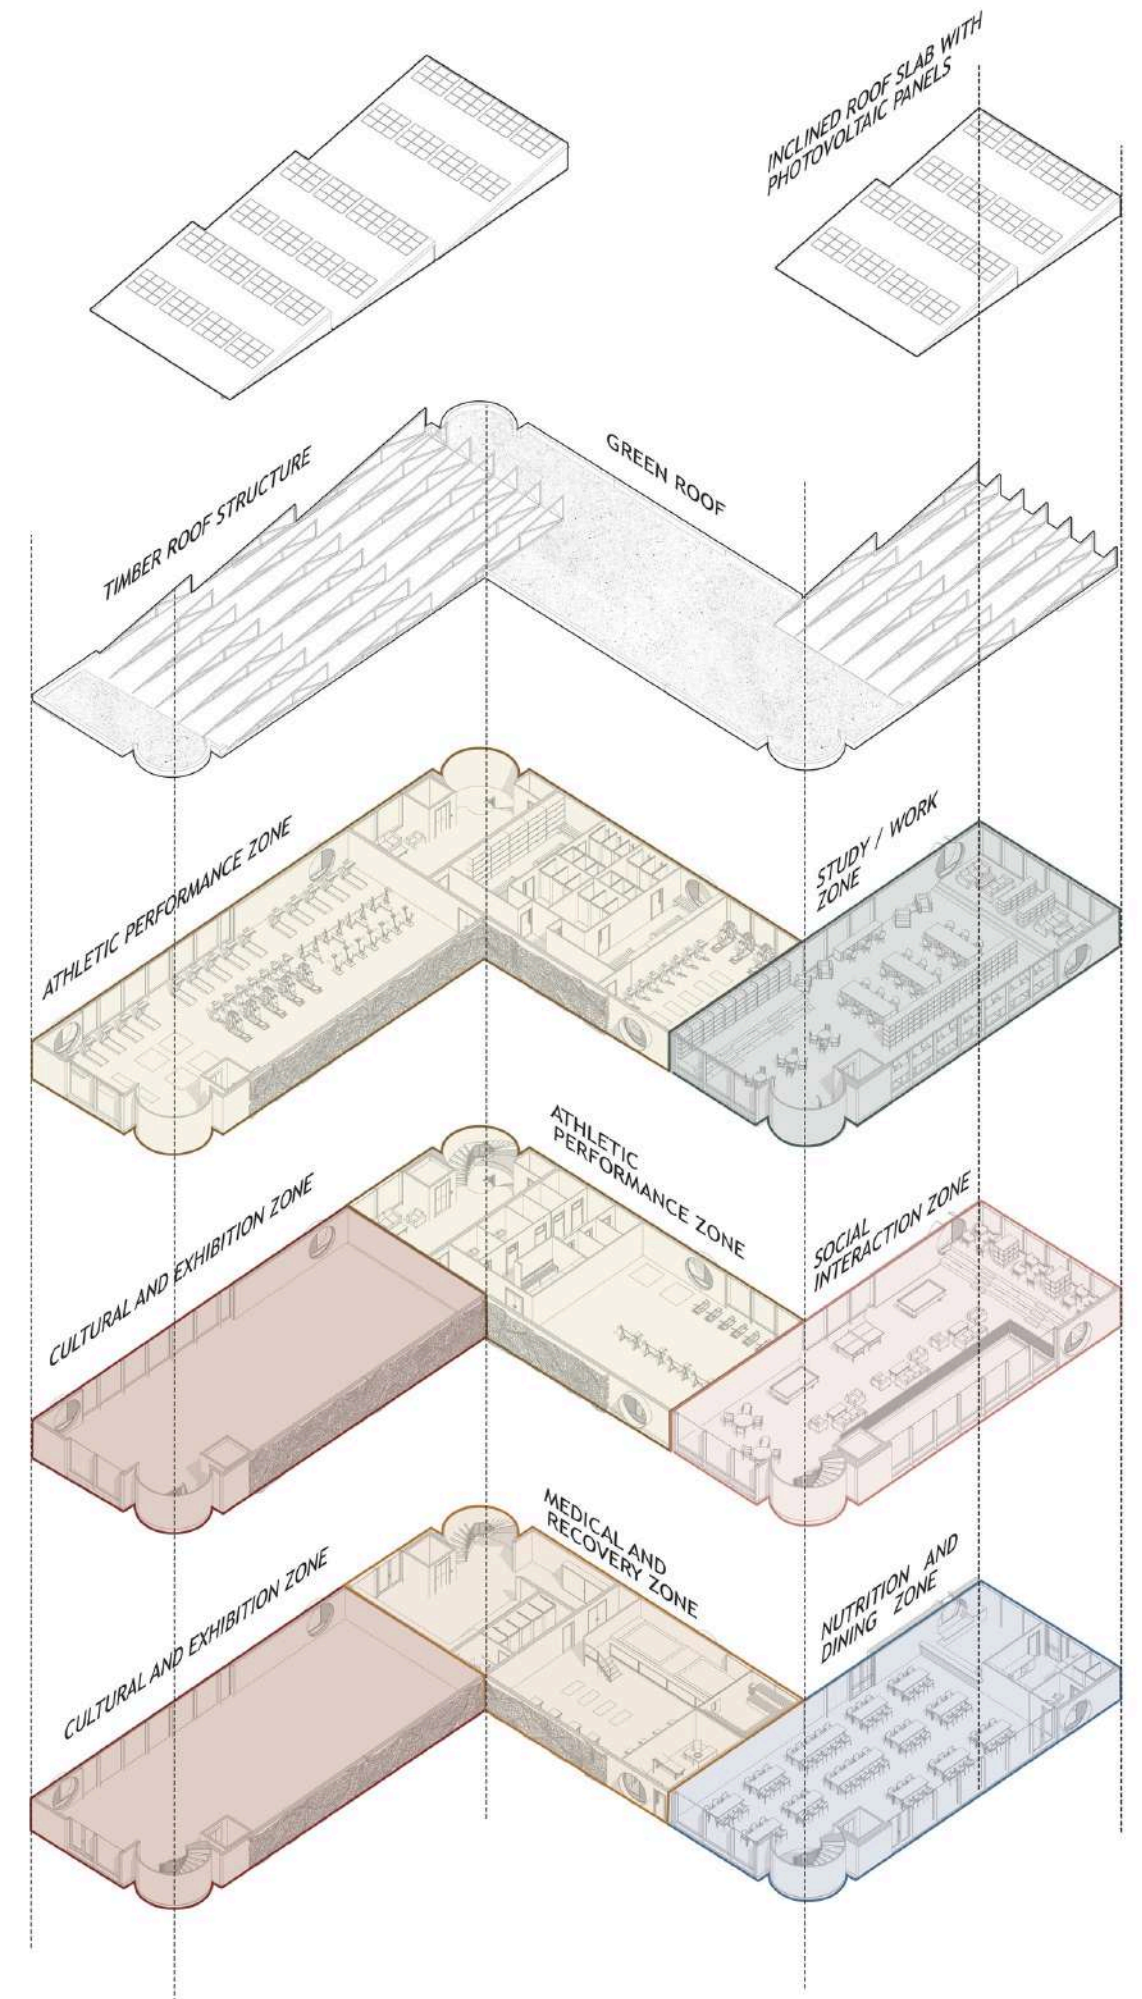 INCLINED ROOF SLAB WITH
PHOTOVOLTAIC PANELS
TIMBER ROOF STRUCTURE
GREEN ROOF
ATHLETIC PERFORMANCE ZONE
STUDY / WORK
ZONE
CULTURAL AND EXHIBITION ZONE
ATHLETIC
PERFORMANCE ZONE
SOCIAL
INTERACTION ZONE
CULTURAL AND EXHIBITION ZONE
MEDICAL AND
RECOVERY ZONE
NUTRITION AND
DINING ZONE